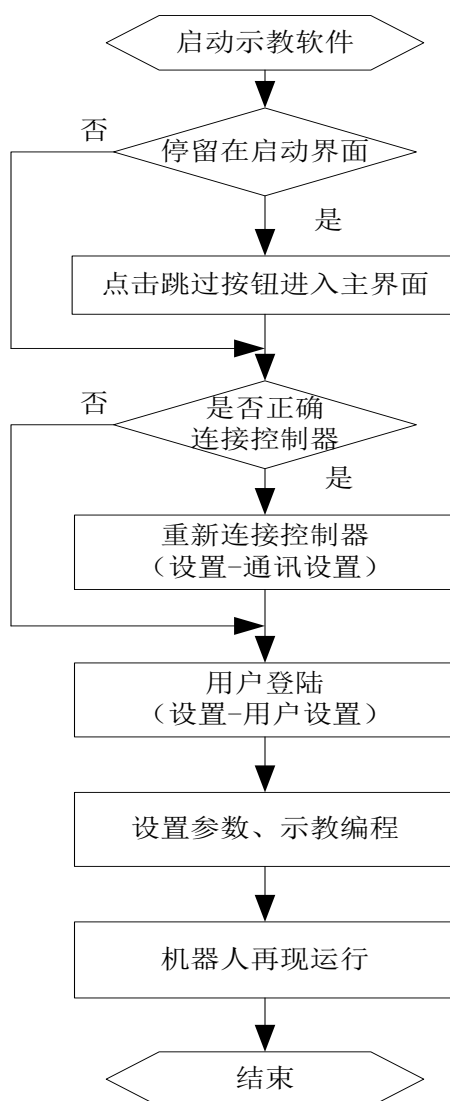 启动示教软件
否
停留在启动界面
是
点击跳过按钮进入主界面
否
是否正确
连接控制器
是
重新连接控制器
（设置-通讯设置）
用户登陆
（设置-用户设置）
设置参数、示教编程
机器人再现运行
结束